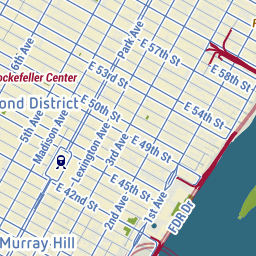 6th Ave
Park Ave
E 57th St
E 58th St
ockefeller Center
E 53rd St
E 54th St
ond District
E 50th St
5th Ave
Madison Ave
Lexington Ave
3rd Ave
E 49th St
E 45th St
E 42nd St
2nd Ave
1st Ave
FDR Dr
Murray Hill